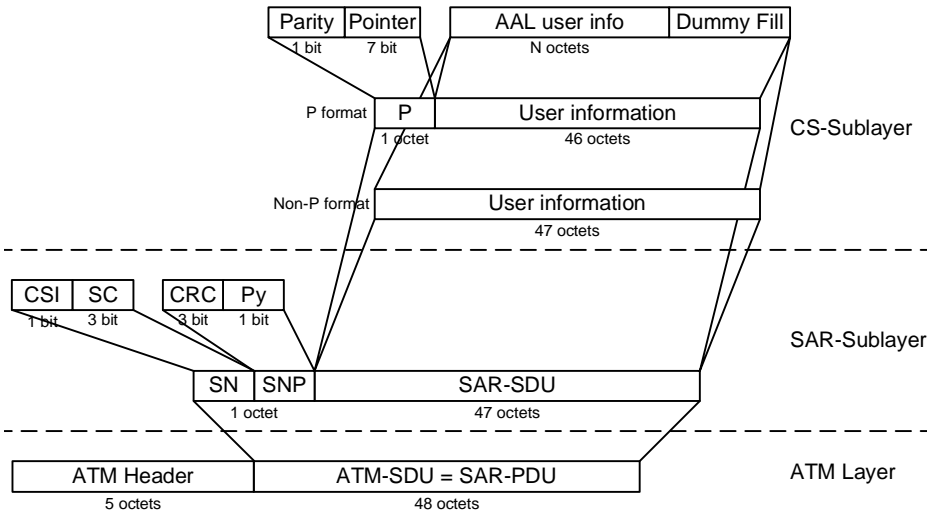 Parity Pointer AAL user info Dummy Fill
1 bit 7 bit N octets
P format P User information CS-Sublayer
1 octet 46 octets
Non-P format User information
47 octets
CSI SC CRC Py
1 bit 3 bit 3 bit 1 bit
SAR-Sublayer
SN SNP SAR-SDU
1 octet 47 octets
ATM Header ATM-SDU = SAR-PDU ATM Layer
5 octets 48 octets